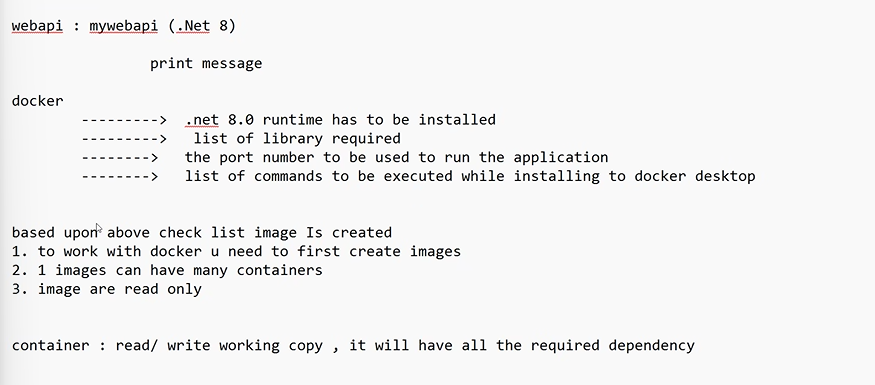 webapi : mywebapi (.Net 8)
print message
docker
---------> .net 8.0 runtime has to be installed
---------> list of library required
--------> the port number to be used to run the application
--------> list of commands to be executed while installing to docker desktop
based upon above check list image Is created
1. to work with docker u need to first create images
2. 1 images can have many containers
3. image are read only
container : read/ write working copy , it will have all the required dependency